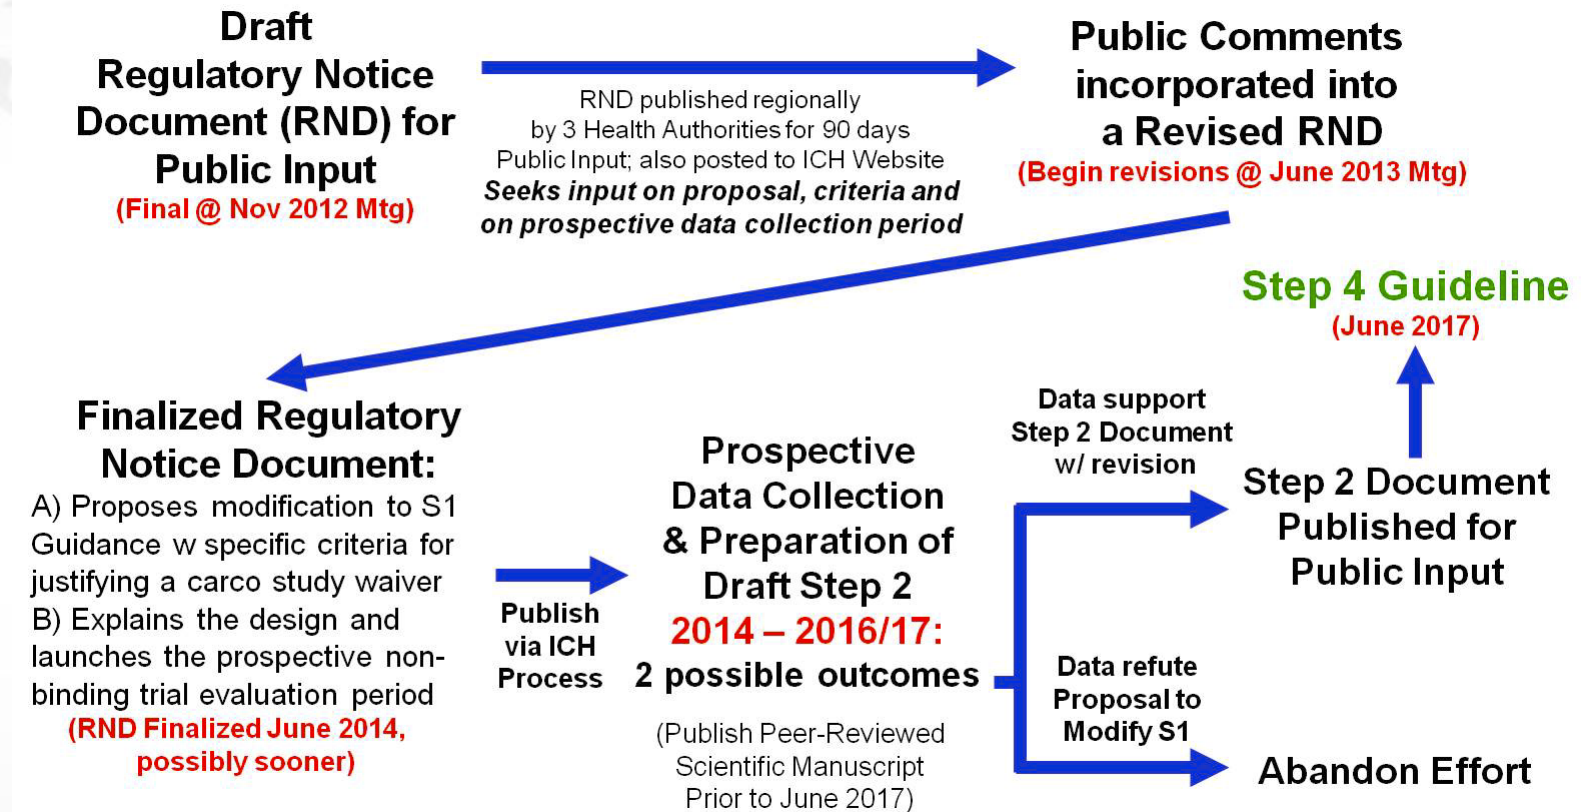 Draft
Regulatory Notice
Document (RND) for
Public Input
(Final @ Nov 2012 Mtg)
RND published regionally
by 3 Health Authorities for 90 days
Public Input; also posted to ICH Website
Seeks input on proposal, criteria and
on prospective data collection period
Public Comments
incorporated into
a Revised RND
(Begin revisions @ June 2013 Mtg)
Finalized Regulatory
Notice Document:
A) Proposes modification to S1
Guidance w specific criteria for
justifying a carco study waiver
B) Explains the design and
launches the prospective non-
binding trial evaluation period
(RND Finalized June 2014,
possibly sooner)
Publish
via ICH
Process
Prospective
Data Collection
& Preparation of
Draft Step 2
2014 – 2016/17:
2 possible outcomes
(Publish Peer-Reviewed
Scientific Manuscript
Prior to June 2017)
Data support
Step 2 Document
w/ revision
Step 2 Document
Published for
Public Input
Step 4 Guideline
(June 2017)
Data refute
Proposal to
Modify S1
Abandon Effort